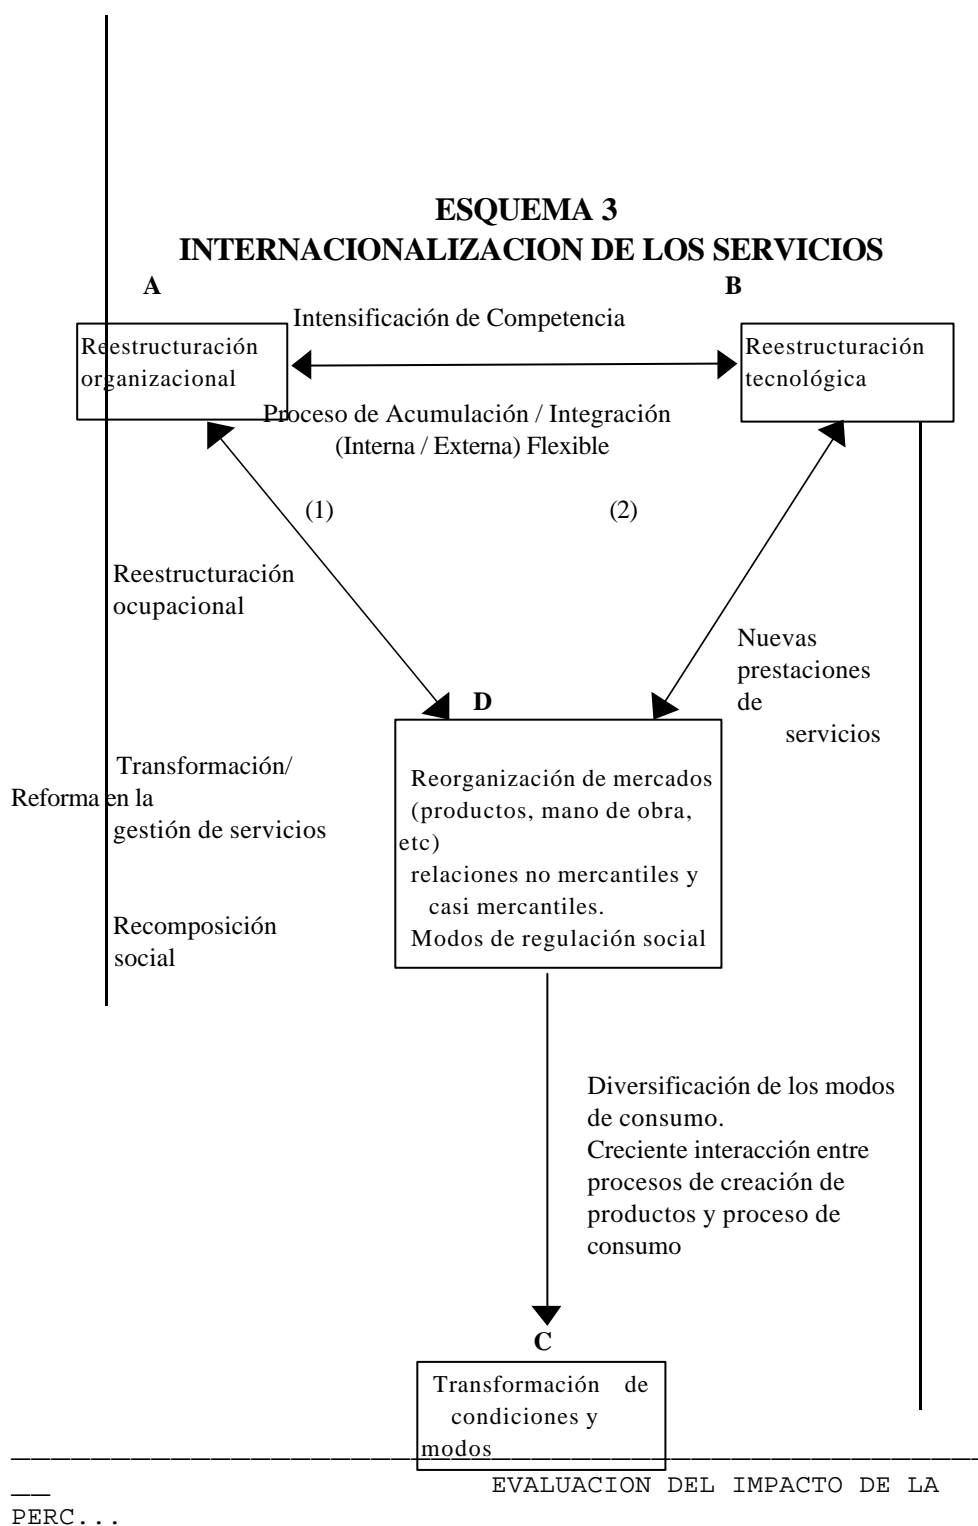 ESQUEMA 3
INTERNACIONALIZACION DE LOS SERVICIOS
A
B
Intensificación de Competencia
Reestructuración
organizacional
Reestructuración
tecnológica
Proceso de Acumulación / Integración
(Interna / Externa) Flexible
(1)
(2)
Reestructuración
ocupacional
Nuevas
prestaciones
de
servicios
D
Transformación/
Reforma en la
gestión de servicios
Recomposición
social
Reorganización de mercados
(productos, mano de obra,
etc)
relaciones no mercantiles y
casi mercantiles.
Modos de regulación social
Diversificación de los modos
de consumo.
Creciente interacción entre
procesos de creación de
productos y proceso de
consumo
C
Transformación de
condiciones y
modos
EVALUACION DEL IMPACTO DE LA
PERC...